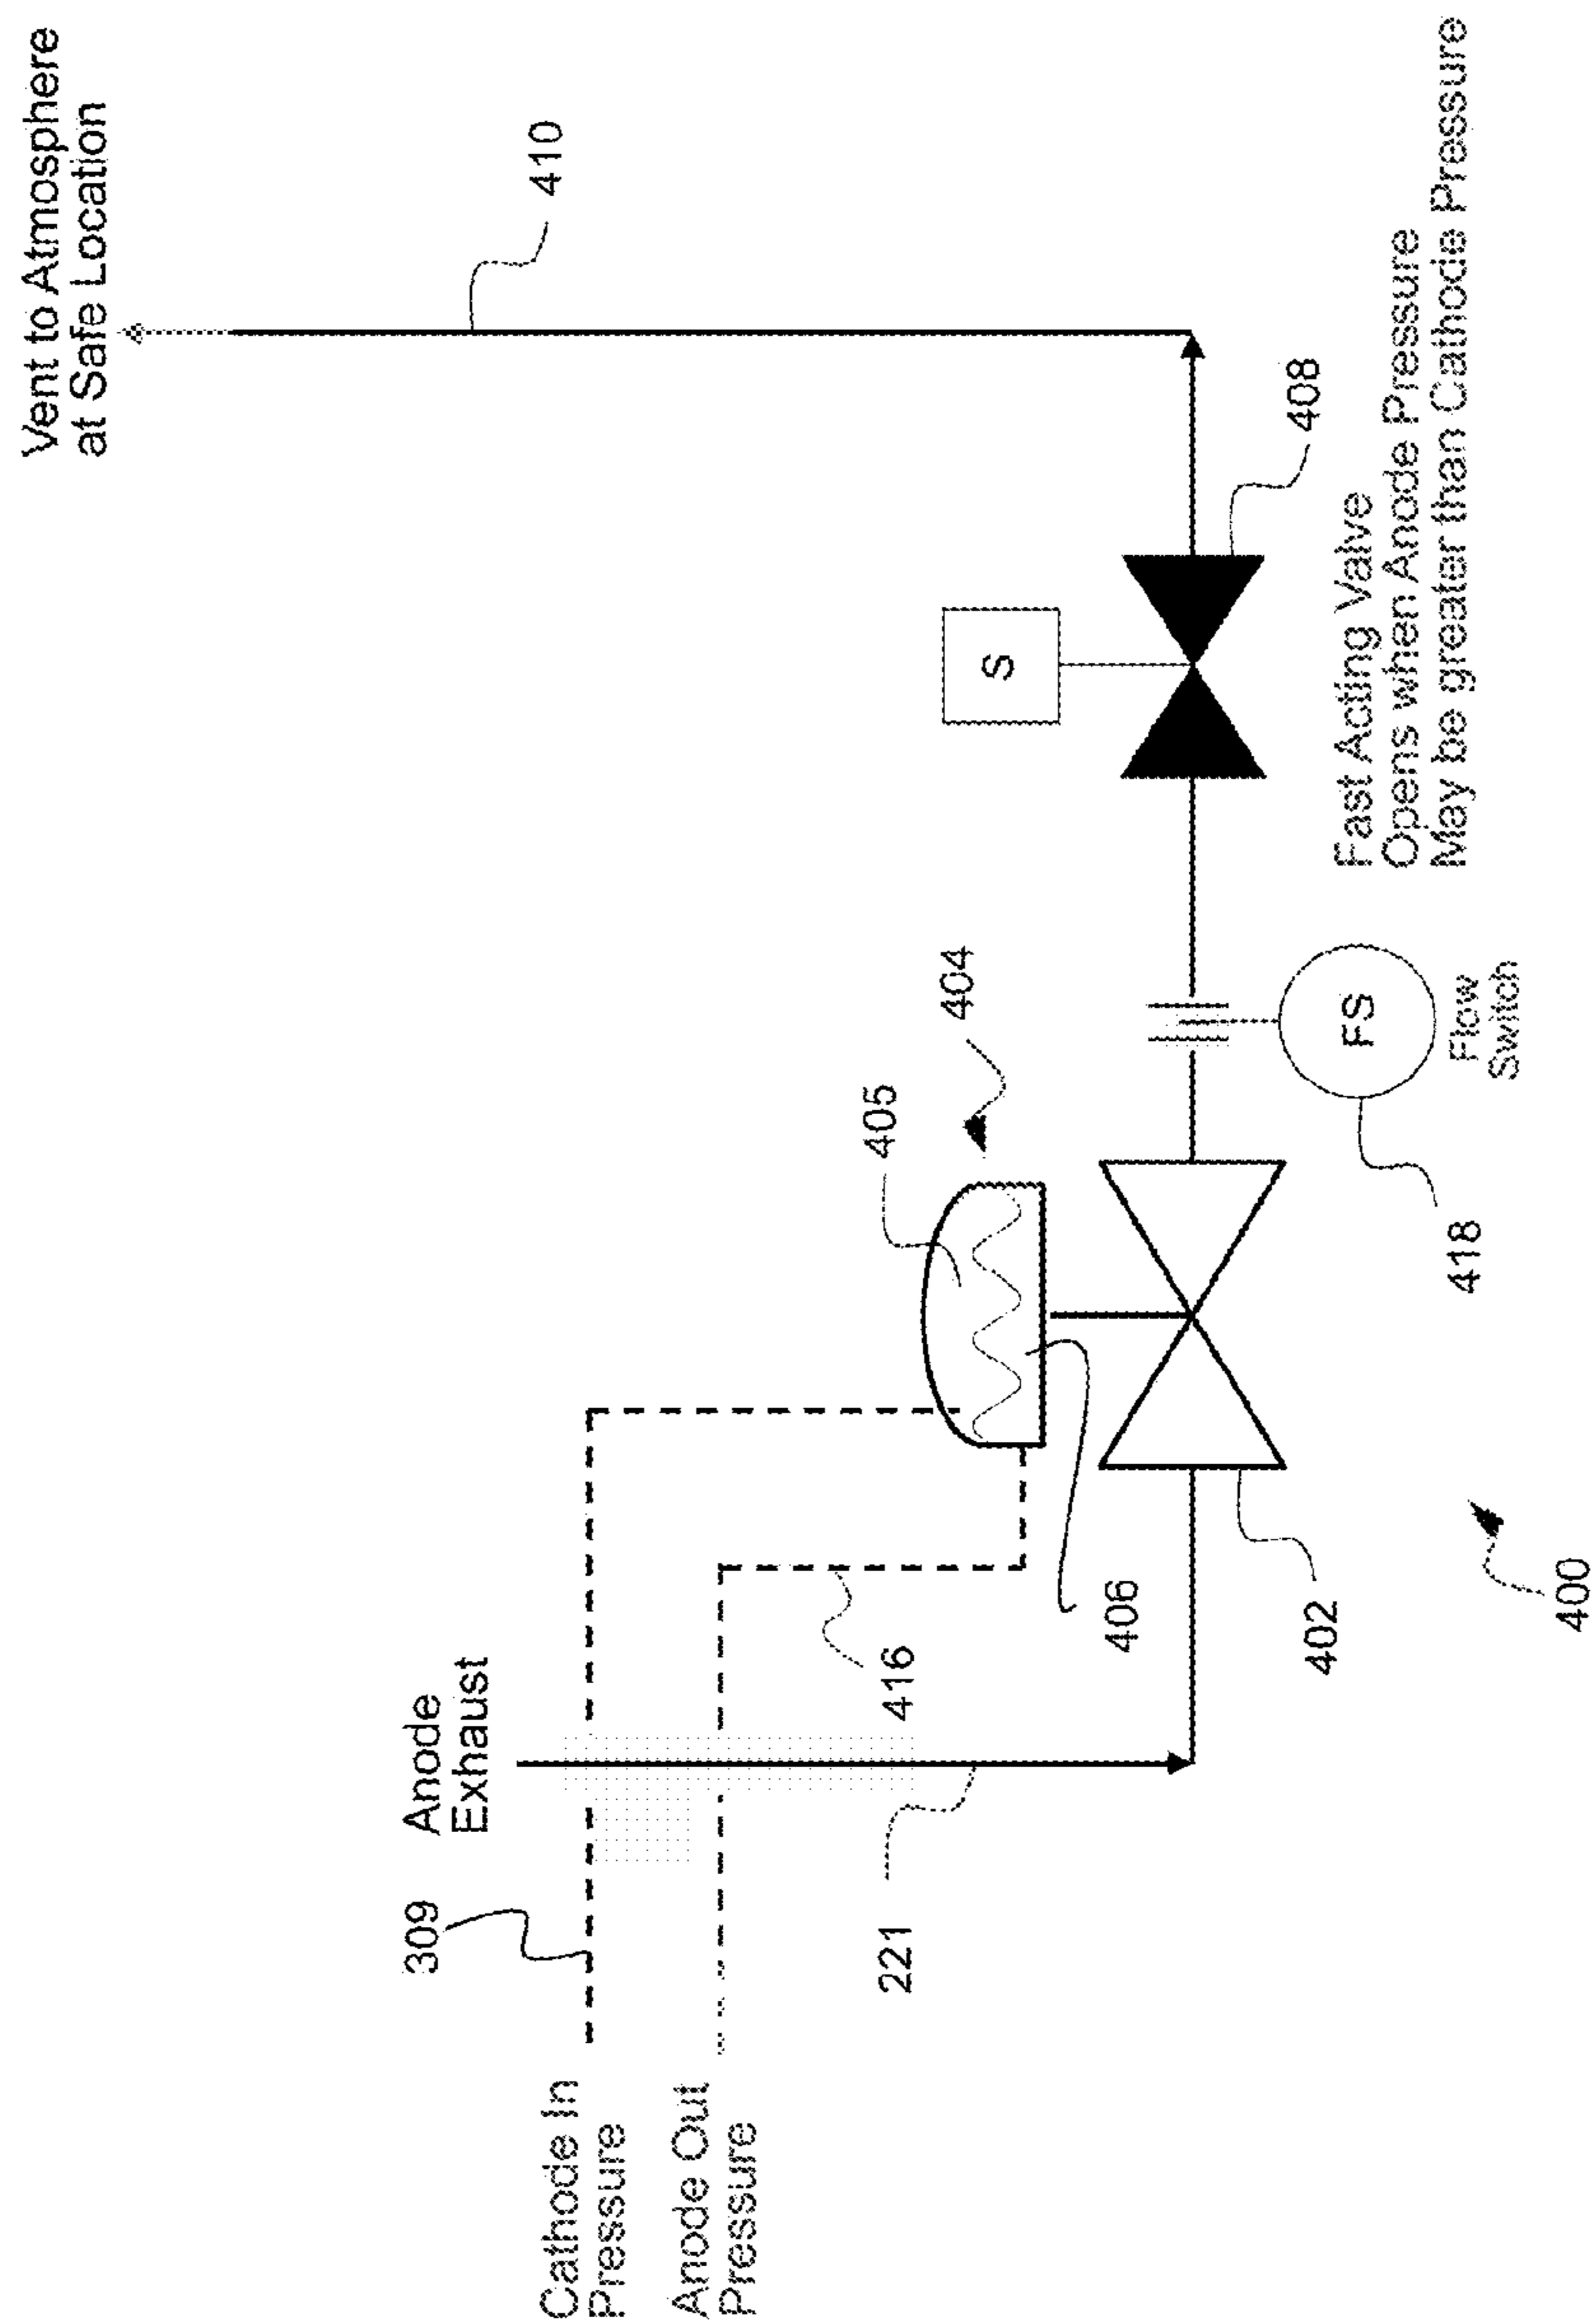 Vent to Atmosphere
at Safe Location
410
Anode
Exhaust
309
Cathode In
Pressure
Anode Out
Pressure
416
221
405
404
406
S
408
402
FS
Flow
Switch
418
Fast Acting Valve
Opens when Anode Pressure
May be greater than Cathode Pressure
400